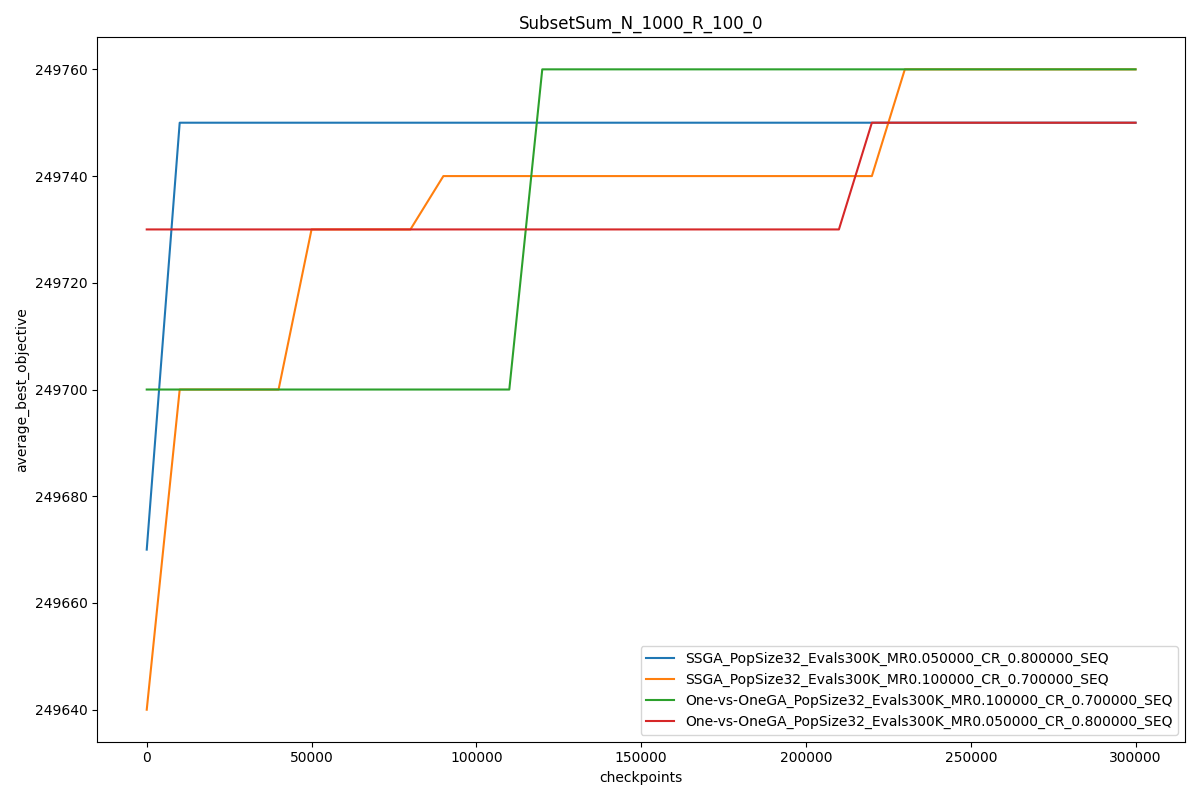 SubsetSum_N_1000_R_100_0
average_best_objective
249760
249740
249720
249700
249680
249660
249640
0 50000 100000 150000 200000 250000 300000
checkpoints
SSGA_PopSize32_Evals300K_MR0.050000_CR_0.800000_SEQ
SSGA_PopSize32_Evals300K_MR0.100000_CR_0.700000_SEQ
One-vs-OneGA_PopSize32_Evals300K_MR0.100000_CR_0.700000_SEQ
One-vs-OneGA_PopSize32_Evals300K_MR0.050000_CR_0.800000_SEQ